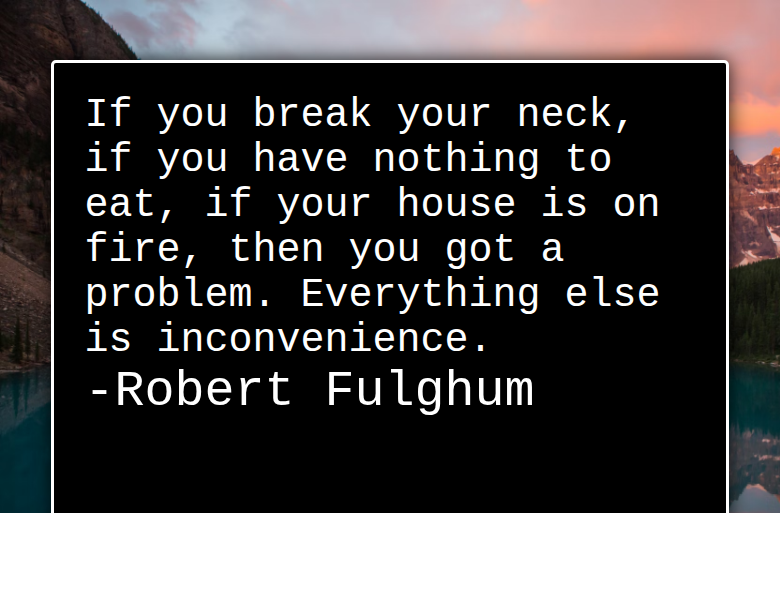 If you break your neck,
if you have nothing to
eat, if your house is on
fire, then you got a
problem. Everything else
is inconvenience.
-Robert Fulghum